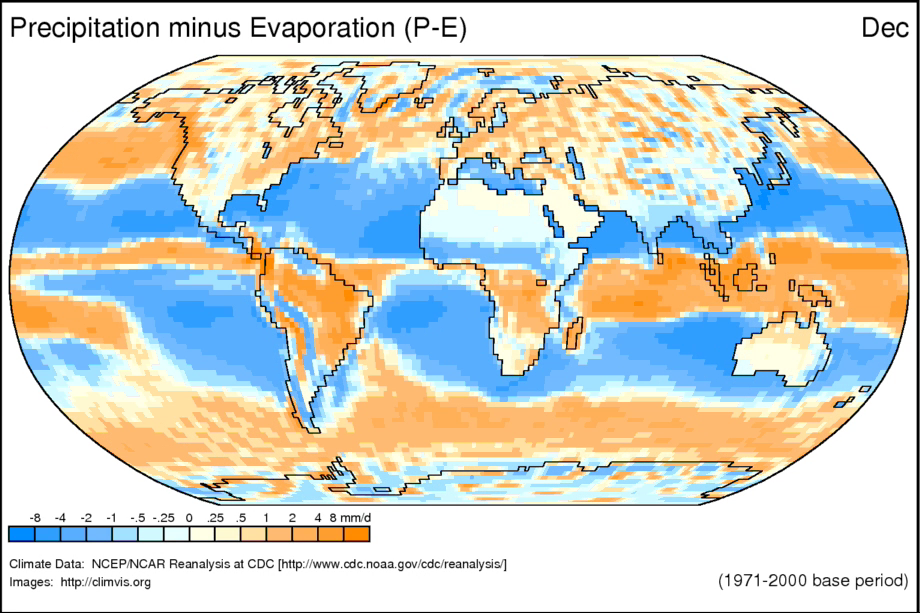 Precipitation minus Evaporation (P-E) Dec
-8 -4 -2 -1 -.5 -.25 0 .25 .5 1 2 4 8 mm/d
Climate Data: NCEP/NCAR Reanalysis at CDC [http://www.cdc.noaa.gov/cdc/reanalysis/]
Images: http://climvis.org (1971-2000 base period)